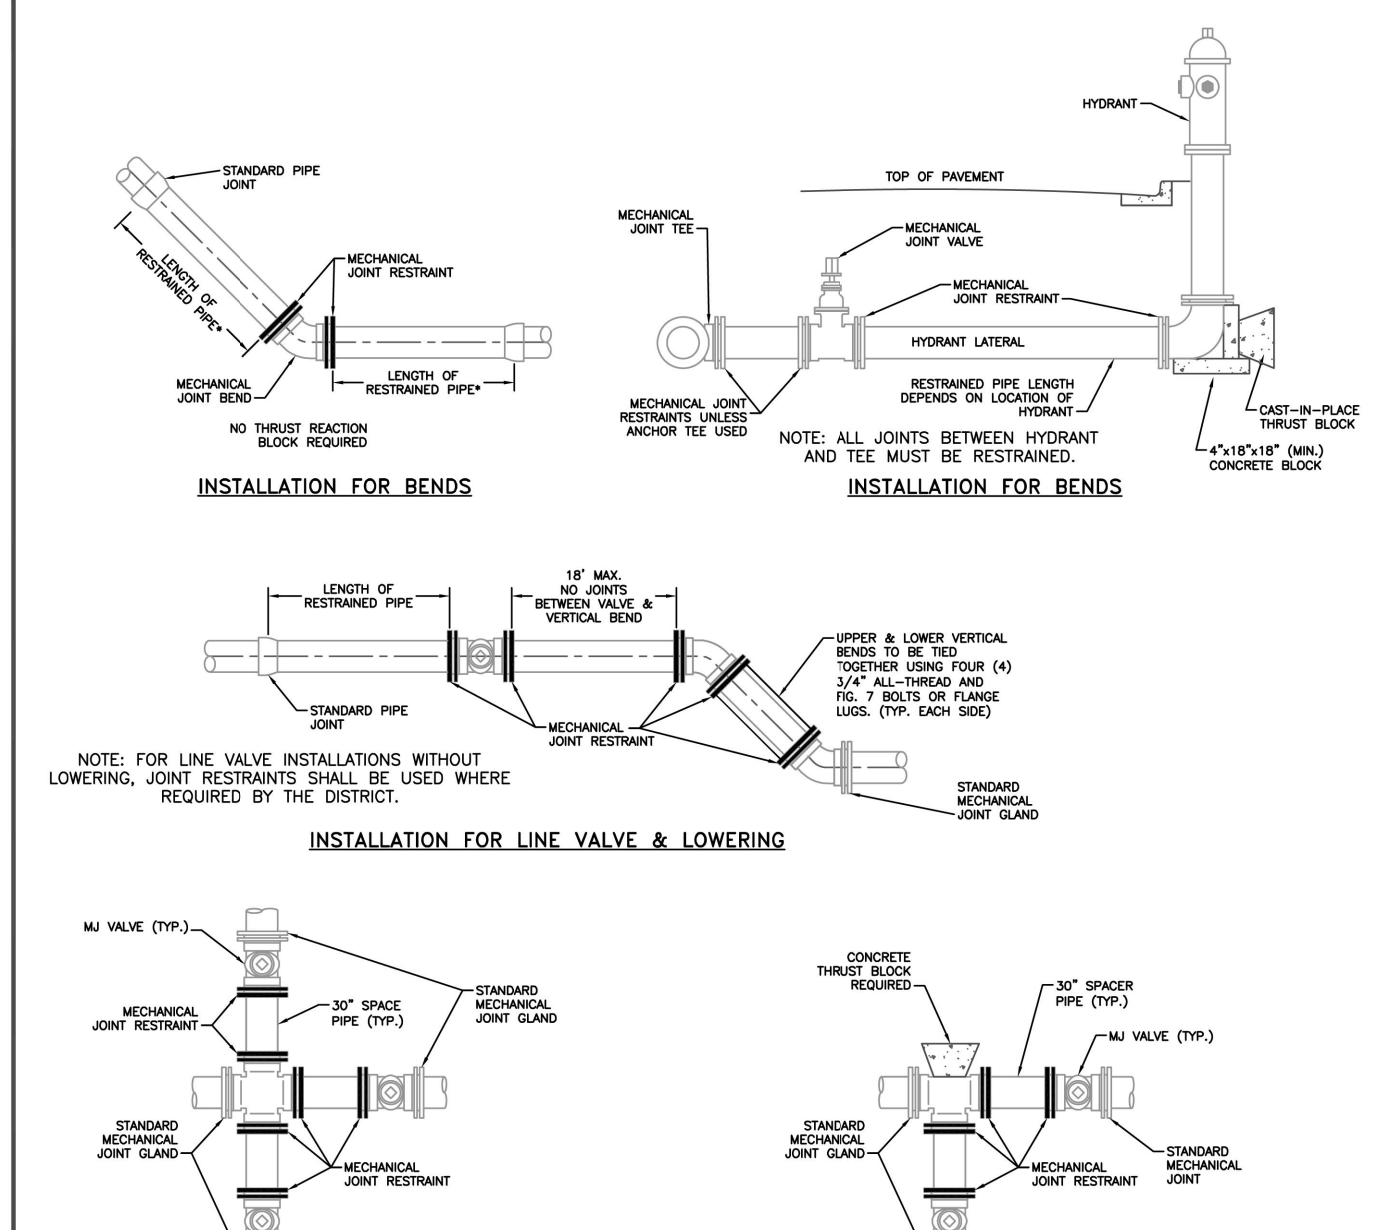 STANDARD PIPE
JOINT
LENGTH OF
RESTRAINED PIPE*
MECHANICAL
JOINT RESTRAINT
MECHANICAL
JOINT BEND
LENGTH OF
RESTRAINED PIPE*
NO THRUST REACTION
BLOCK REQUIRED
INSTALLATION FOR BENDS
HYDRANT
TOP OF PAVEMENT
MECHANICAL
JOINT TEE
MECHANICAL
JOINT VALVE
MECHANICAL
JOINT RESTRAINT
HYDRANT LATERAL
MECHANICAL JOINT
RESTRAINTS UNLESS
ANCHOR TEE USED
RESTRAINED PIPE LENGTH
DEPENDS ON LOCATION OF
HYDRANT
CAST-IN-PLACE
THRUST BLOCK
4"x18"x18" (MIN.)
CONCRETE BLOCK
NOTE: ALL JOINTS BETWEEN HYDRANT
AND TEE MUST BE RESTRAINED.
INSTALLATION FOR BENDS
LENGTH OF
RESTRAINED PIPE
18' MAX.
NO JOINTS
BETWEEN VALVE &
VERTICAL BEND
UPPER & LOWER VERTICAL
BENDS TO BE TIED
TOGETHER USING FOUR (4)
3/4" ALL-THREAD AND
FIG. 7 BOLTS OR FLANGE
LUGS. (TYP. EACH SIDE)
STANDARD PIPE
JOINT
MECHANICAL
JOINT RESTRAINT
NOTE: FOR LINE VALVE INSTALLATIONS WITHOUT
LOWERING, JOINT RESTRAINTS SHALL BE USED WHERE
REQUIRED BY THE DISTRICT.
STANDARD
MECHANICAL
JOINT GLAND
INSTALLATION FOR LINE VALVE & LOWERING
MJ VALVE (TYP.)
MECHANICAL
JOINT RESTRAINT
30" SPACE
PIPE (TYP.)
STANDARD
MECHANICAL
JOINT GLAND
STANDARD
MECHANICAL
JOINT GLAND
MECHANICAL
JOINT RESTRAINT
CONCRETE
THRUST BLOCK
REQUIRED
30" SPACER
PIPE (TYP.)
MJ VALVE (TYP.)
STANDARD
MECHANICAL
JOINT GLAND
MECHANICAL
JOINT RESTRAINT
STANDARD
MECHANICAL
JOINT